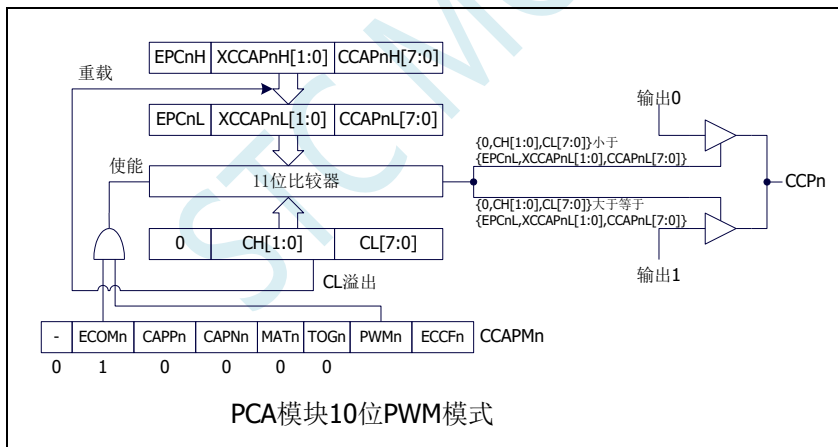 EPCnH XCCAPnH[1:0] CCAPnH[7:0]
重载
EPCnL XCCAPnL[1:0] CCAPnL[7:0]
输出0
使能
11位比较器
{0,CH[1:0],CL[7:0]}小于
{EPCnL,XCCAPnL[1:0],CCAPnL[7:0]}
CCPn
{0,CH[1:0],CL[7:0]}大于等于
{EPCnL,XCCAPnL[1:0],CCAPnL[7:0]}
0 CH[1:0] CL[7:0]
输出1
CL溢出
- ECOMn CAPPn CAPNn MATn TOGn PWMn ECCFn CCAPMn
0 1 0 0 0 0
PCA模块10位PWM模式
STC MCU